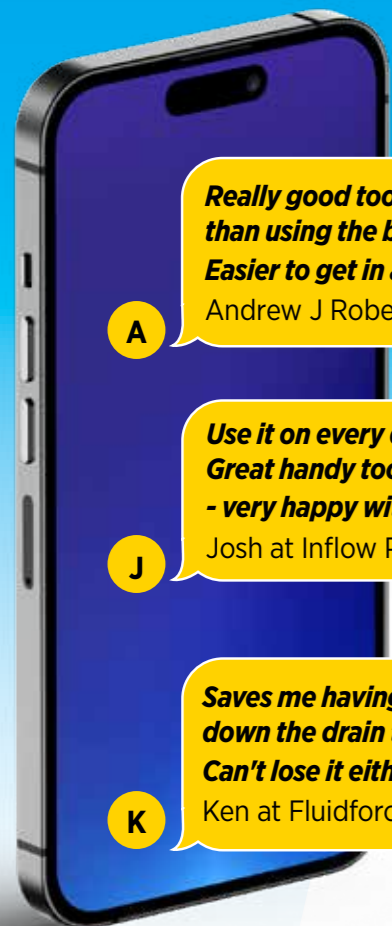 Really good too
than using the b
Easier to get in a
A
Andrew J Robe
Use it on every
Great handy too
- very happy wi
J
Josh at Inflow P
Saves me having
down the drain
Can't lose it eith
K
Ken at Fluidforc